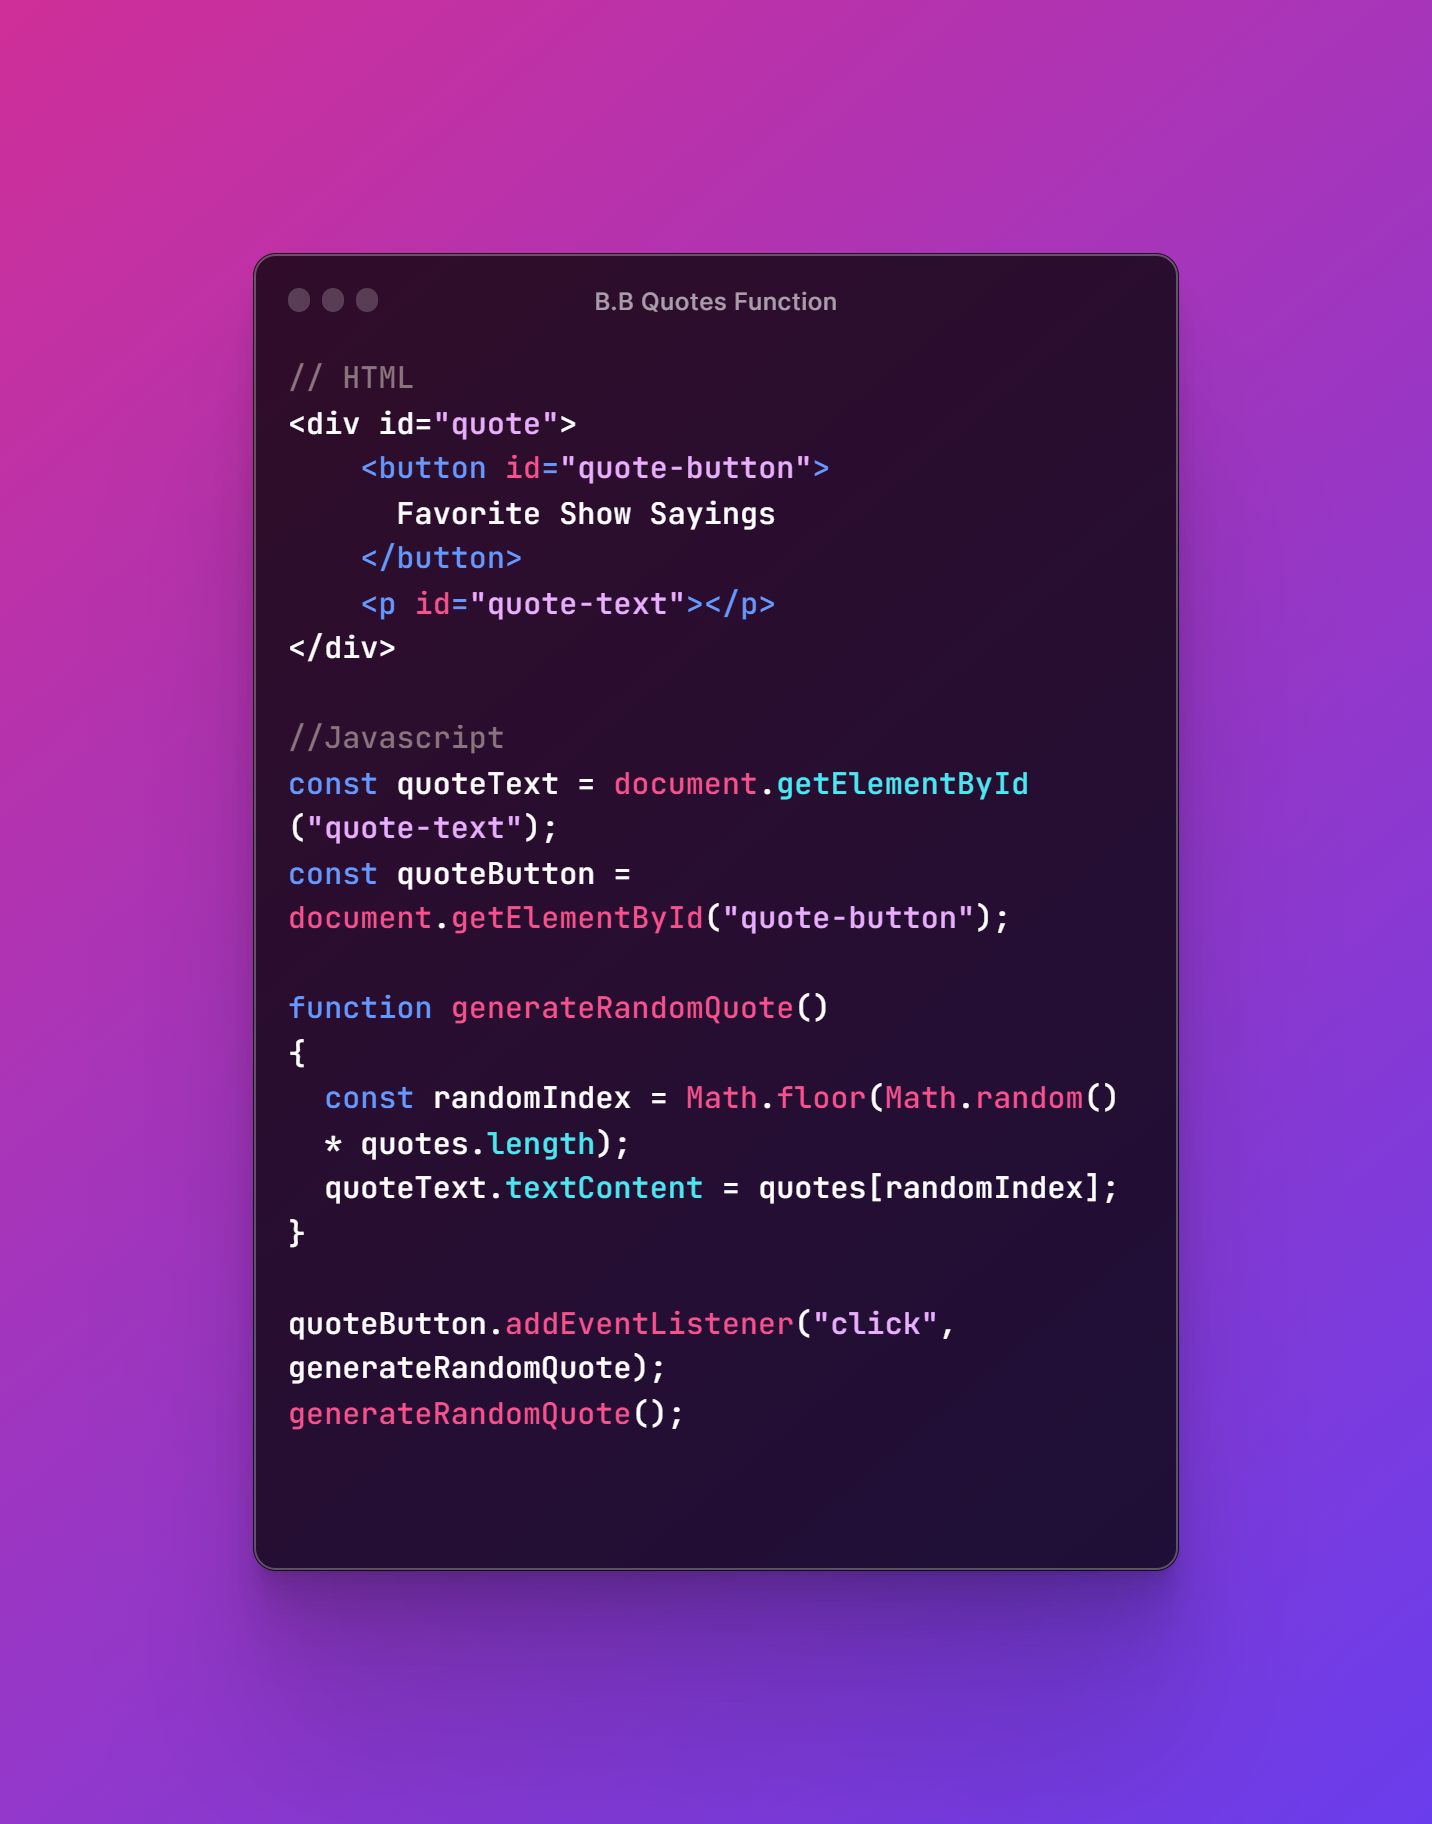 B.B Quotes Function
// HTML
<div id="quote">
    <button id="quote-button">
      Favorite Show Sayings
    </button>
    <p id="quote-text"></p>
</div>

//Javascript
const quoteText = document.getElementById
("quote-text");
const quoteButton =
document.getElementById("quote-button");

function generateRandomQuote()
{
  const randomIndex = Math.floor(Math.random()
  * quotes.length);
  quoteText.textContent = quotes[randomIndex];
}

quoteButton.addEventListener("click",
generateRandomQuote);
generateRandomQuote();